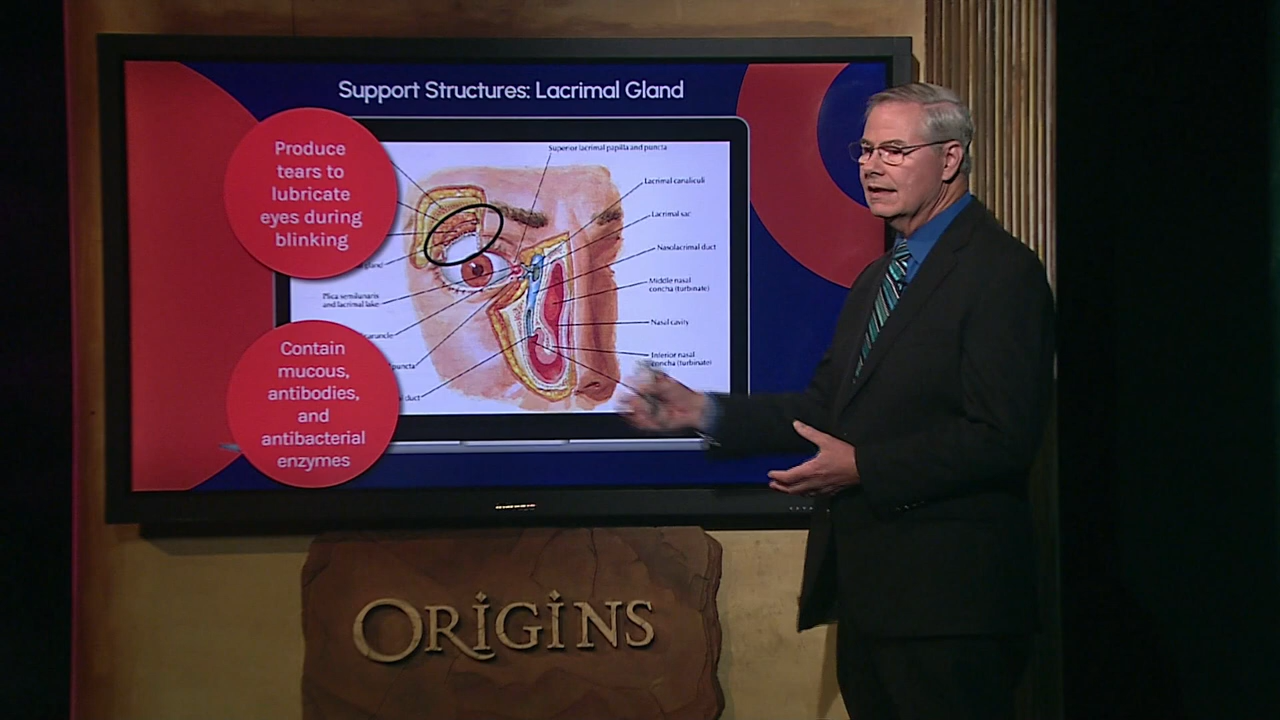 Support Structures: Lacrimal Gland
Produce
tears to
lubricate
eyes during
blinking
Superior lacrimal papilla and puncta
Lacrimal canaliculi
Lacrimal sac
Nasolacrimal duct
Middle nasal
concha (turbinate)
Nasal cavity
Inferior nasal
concha (turbinate)
gland
Plica semilunaris
and lacrimal lake
puncta
duct
Contain
mucous,
antibodies,
and
antibacterial
enzymes
ORiGiNS